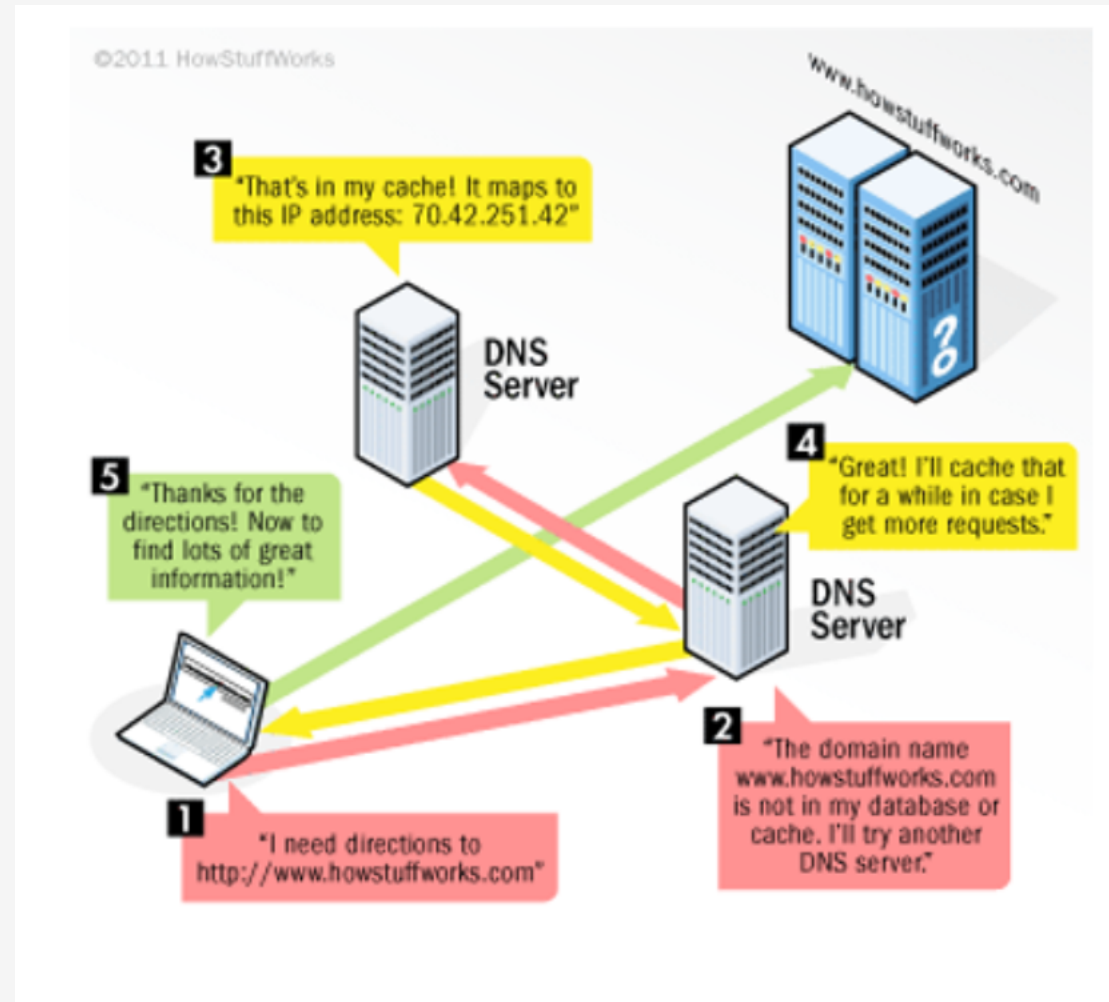 ©2011 HowStuffWorks
www.howstuffworks.com
3
"That's in my cache! It maps to
this IP address: 70.42.251.42"
DNS
Server
4
"Great! I'll cache that
for a while in case I
get more requests."
5
"Thanks for the
directions! Now to
find lots of great
information!"
DNS
Server
2
"The domain name
www.howstuffworks.com
is not in my database or
cache. I'll try another
DNS server."
1
"I need directions to
http://www.howstuffworks.com"